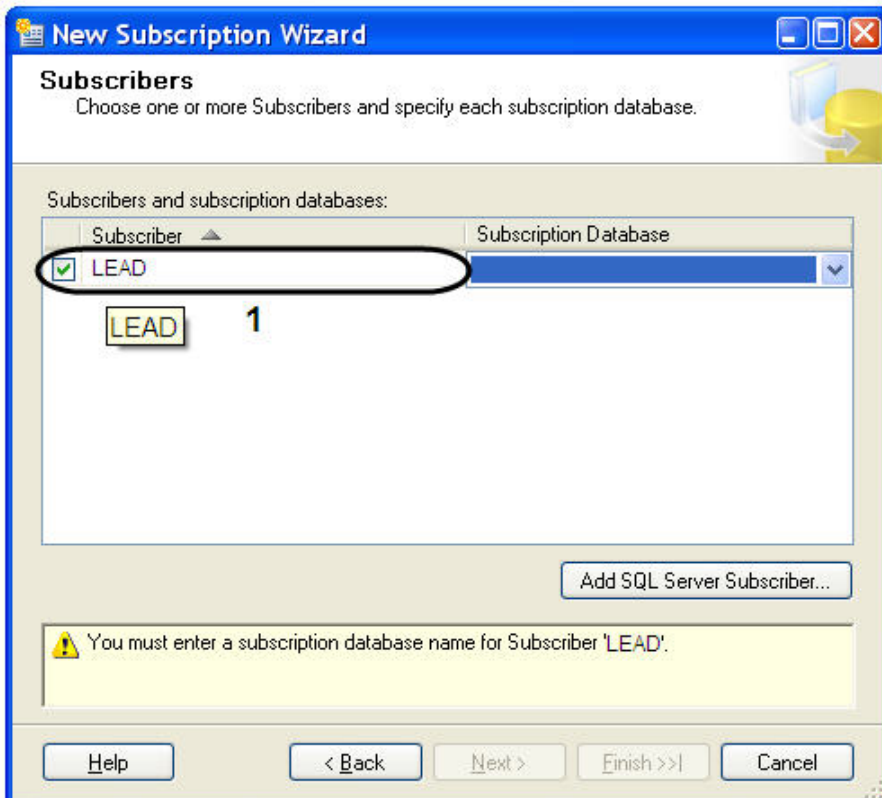 New Subscription Wizard
Subscribers
Choose one or more Subscribers and specify each subscription database.
Subscribers and subscription databases:
Subscriber Subscription Database
LEAD
LEAD 1
Add SQL Server Subscriber...
You must enter a subscription database name for Subscriber 'LEAD'.
Help < Back Next > Finish >>| Cancel